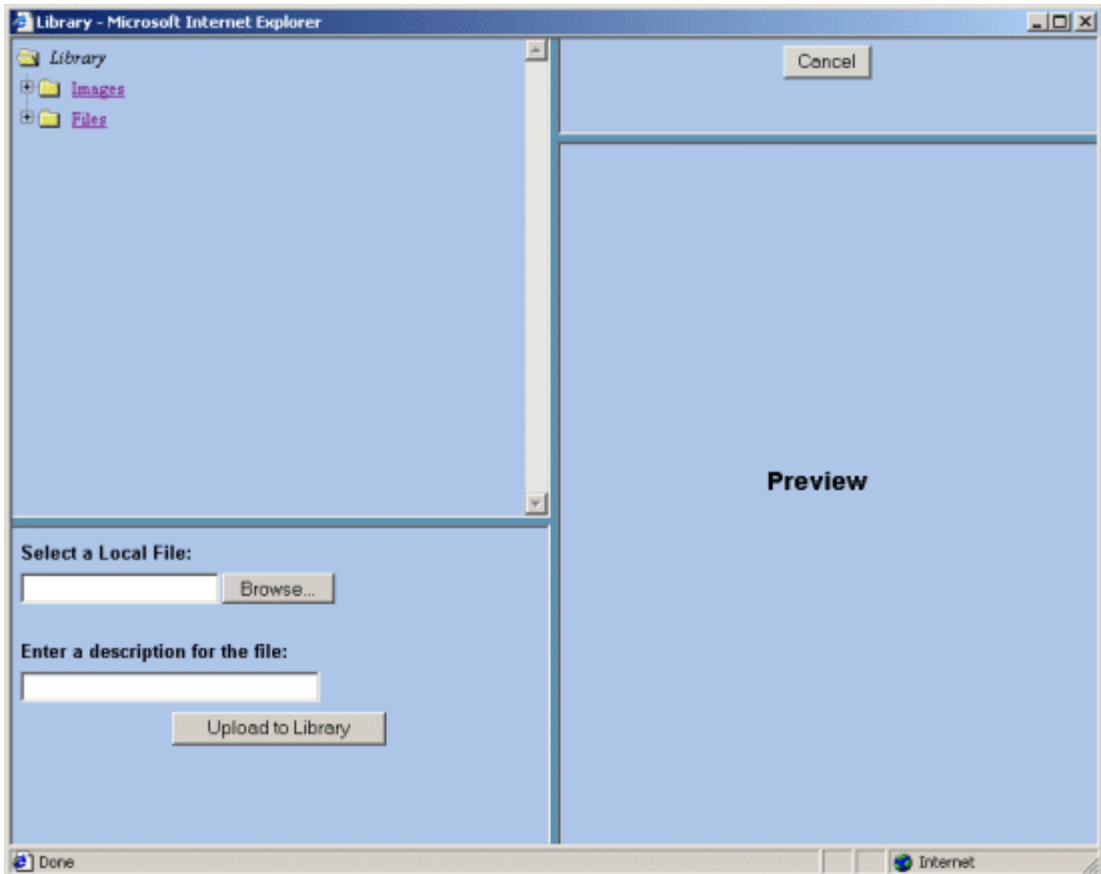 Library - Microsoft Internet Explorer
Library
Images
Files
Cancel
Preview
Select a Local File:
Browse...
Enter a description for the file:
Upload to Library
Done
Internet